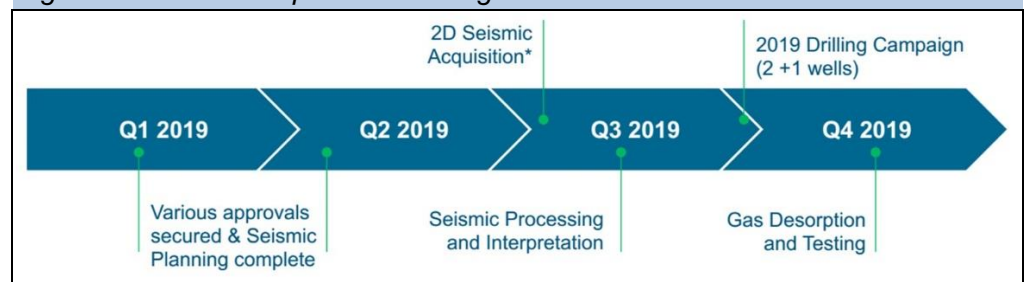 2D Seismic
Acquisition*
2019 Drilling Campaign
(2 +1 wells)
Q1 2019
Q2 2019
Q3 2019
Q4 2019
Various approvals
secured & Seismic
Planning complete
Seismic Processing
and Interpretation
Gas Desorption
and Testing